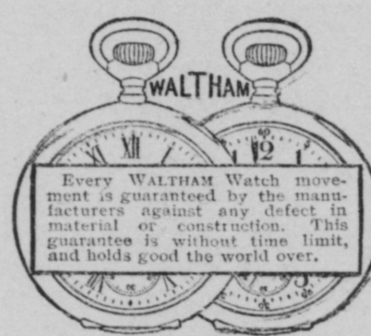 WALTHAM
XII
12
Every WALTHAM Watch move-
ment is guaranteed by the manu-
facturers against any defect in
material or construction. This
guarantee is without time limit,
and holds good the world over.
5